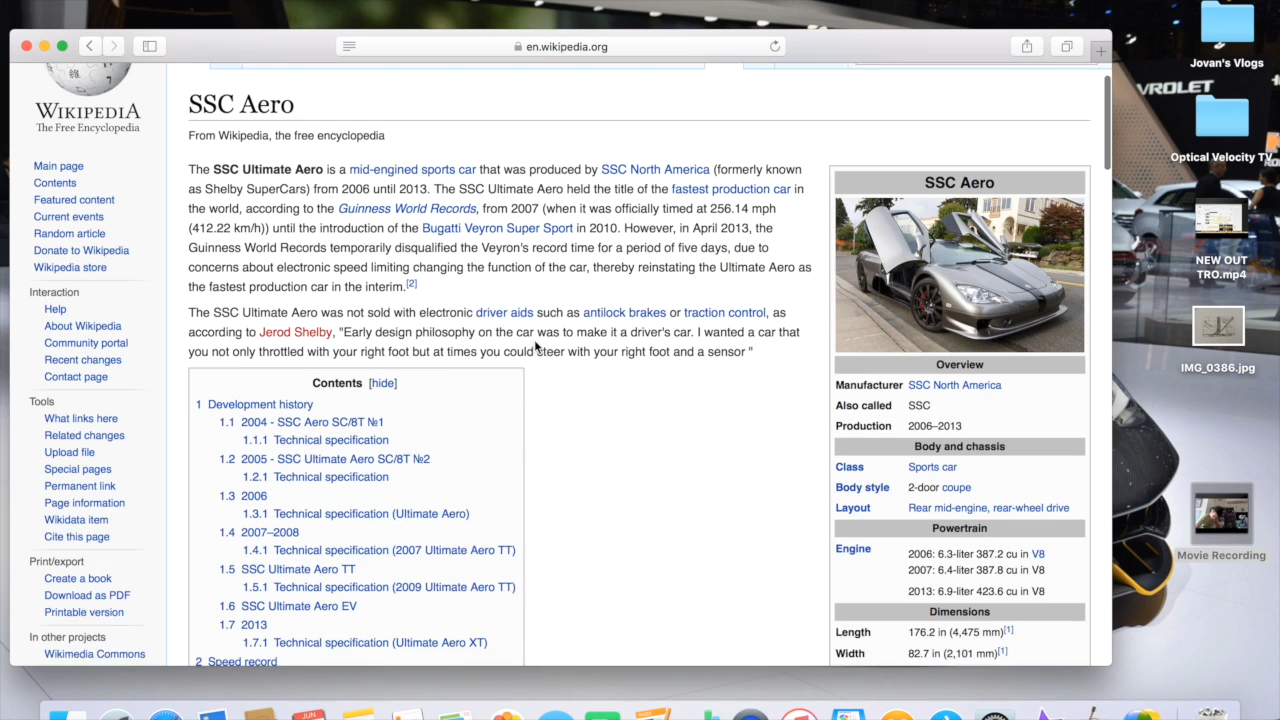 en.wikipedia.org
WIKIPEDIA
The Free Encyclopedia
Main page
Contents
Featured content
Current events
Random article
Donate to Wikipedia
Wikipedia store
Interaction
Help
About Wikipedia
Community portal
Recent changes
Contact page
Tools
What links here
Related changes
Upload file
Special pages
Permanent link
Page information
Wikidata item
Cite this page
Print/export
Create a book
Download as PDF
Printable version
In other projects
Wikimedia Commons
SSC Aero
From Wikipedia, the free encyclopedia
The SSC Ultimate Aero is a mid-engined sports car that was produced by SSC North America (formerly known
as Shelby SuperCars) from 2006 until 2013. The SSC Ultimate Aero held the title of the fastest production car in
the world, according to the Guinness World Records, from 2007 (when it was officially timed at 256.14 mph
(412.22 km/h)) until the introduction of the Bugatti Veyron Super Sport in 2010. However, in April 2013, the
Guinness World Records temporarily disqualified the Veyron's record time for a period of five days, due to
concerns about electronic speed limiting changing the function of the car, thereby reinstating the Ultimate Aero as
the fastest production car in the interim.[2]
The SSC Ultimate Aero was not sold with electronic driver aids such as antilock brakes or traction control, as
according to Jerod Shelby, "Early design philosophy on the car was to make it a driver's car. I wanted a car that
you not only throttled with your right foot but at times you could steer with your right foot and a sensor "
Contents [hide]
1 Development history
1.1 2004 - SSC Aero SC/8T №1
1.1.1 Technical specification
1.2 2005 - SSC Ultimate Aero SC/8T №2
1.2.1 Technical specification
1.3 2006
1.3.1 Technical specification (Ultimate Aero)
1.4 2007–2008
1.4.1 Technical specification (2007 Ultimate Aero TT)
1.5 SSC Ultimate Aero TT
1.5.1 Technical specification (2009 Ultimate Aero TT)
1.6 SSC Ultimate Aero EV
1.7 2013
1.7.1 Technical specification (Ultimate Aero XT)
2 Speed record
SSC Aero
Overview
Manufacturer SSC North America
Also called SSC
Production 2006–2013
Body and chassis
Class Sports car
Body style 2-door coupe
Layout Rear mid-engine, rear-wheel drive
Powertrain
Engine 2006: 6.3-liter 387.2 cu in V8
2007: 6.4-liter 387.8 cu in V8
2013: 6.9-liter 423.6 cu in V8
Dimensions
Length 176.2 in (4,475 mm)[1]
Width 82.7 in (2,101 mm)[1]
VROLET
Jovan's Vlogs
Optical Velocity TV
NEW OUT
TRO.mp4
IMG_0386.jpg
Movie Recording
JUN